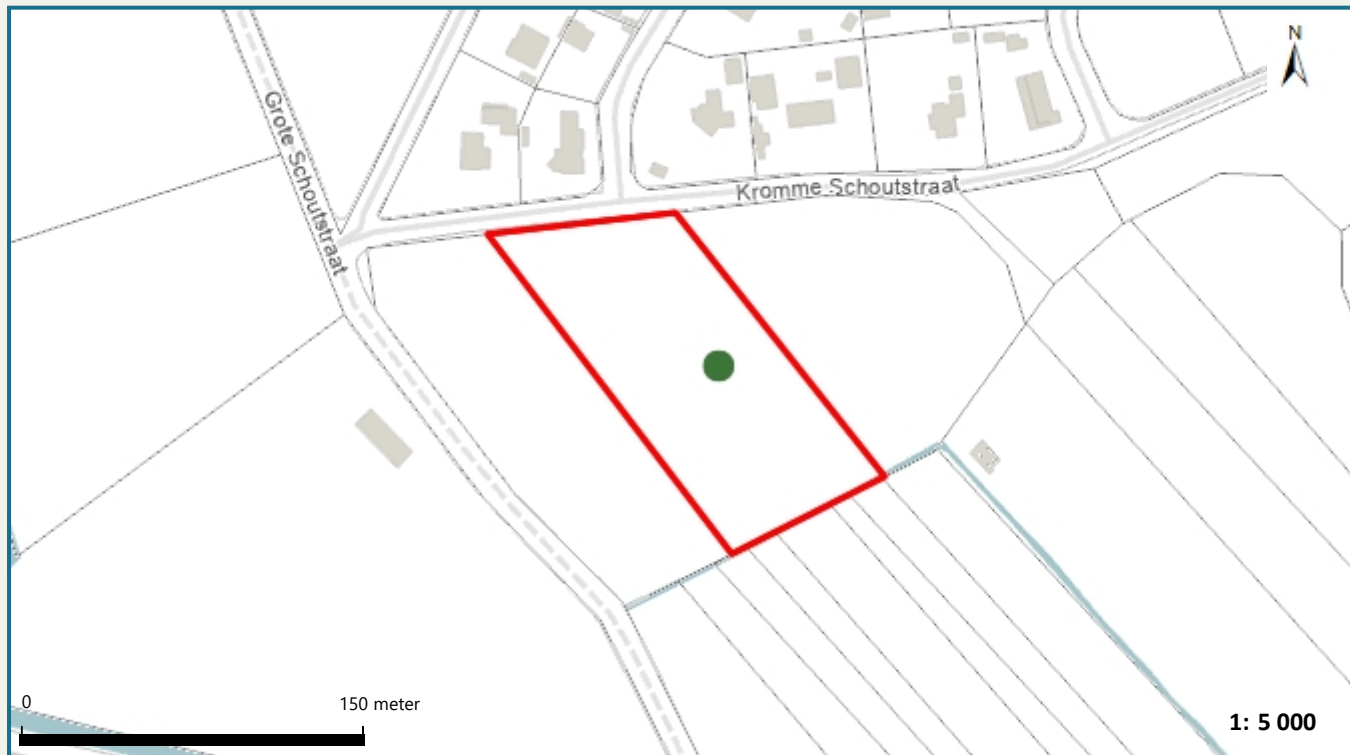 N
Grote Schoutstraat
Kromme Schoutstraat
0
150 meter
1: 5 000